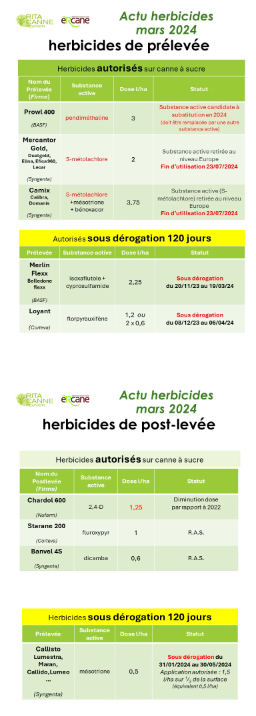 RITA
CANNE
ercane
Actu herbicides
mars 2024
herbicides de prélevée
Herbicides autorisés sur canne à sucre
Nom du Prélevée (Firme) Substance active Dose l/ha Statut
Prowl 400 (BASF) pendiméthaline 3 Substance active candidate à substitution en 2024 (doit être remplacée par une autre substance active)
Mercantor Gold, Dualgold, Elina, Efica960, Lecar (Syngenta) S-métolachlore 2 Substance active retirée au niveau Europe Fin d'utilisation 23/07/2024
Camix Calibra, Domarix (Syngenta) S-métolachlore +mésotrione +bénoxacor 3,75 Substance active (S-métolachlore) retirée au niveau Europe Fin d'utilisation 23/07/2024
Autorisés sous dérogation 120 jours
Prélevée Substance active Dose l/ha Statut
Merlin Flexx Belledone flexx (BASF) isoxaflutole + cyprosulfamide 2,25 Sous dérogation du 20/11/23 au 19/03/24
Loyant (Corteva) florpyrauxifène 1,2 ou 2 x 0,6 Sous dérogation du 08/12/23 au 05/04/24
RITA
CANNE
ercane
Actu herbicides
mars 2024
herbicides de post-levée
Herbicides autorisés sur canne à sucre
Nom du Postlevée (Firme) Substance active Dose l/ha Statut
Chardol 600 (Nufarm) 2,4-D 1,25 Diminution dose par rapport à 2022
Starane 200 (Corteva) fluroxypyr 1 R.A.S.
Banvel 4S (Syngenta) dicamba 0,6 R.A.S.
Herbicides sous dérogation 120 jours
Prélevée Substance active Dose l/ha Statut
Callisto Lumestra, Maran, Callido,Lumeo ... (Syngenta) mésotrione 0,5 Sous dérogation du 31/01/2024 au 30/05/2024 Application autorisée : 1,5 l/ha sur 1/3 de la surface (équivalent 0,5 l/ha)